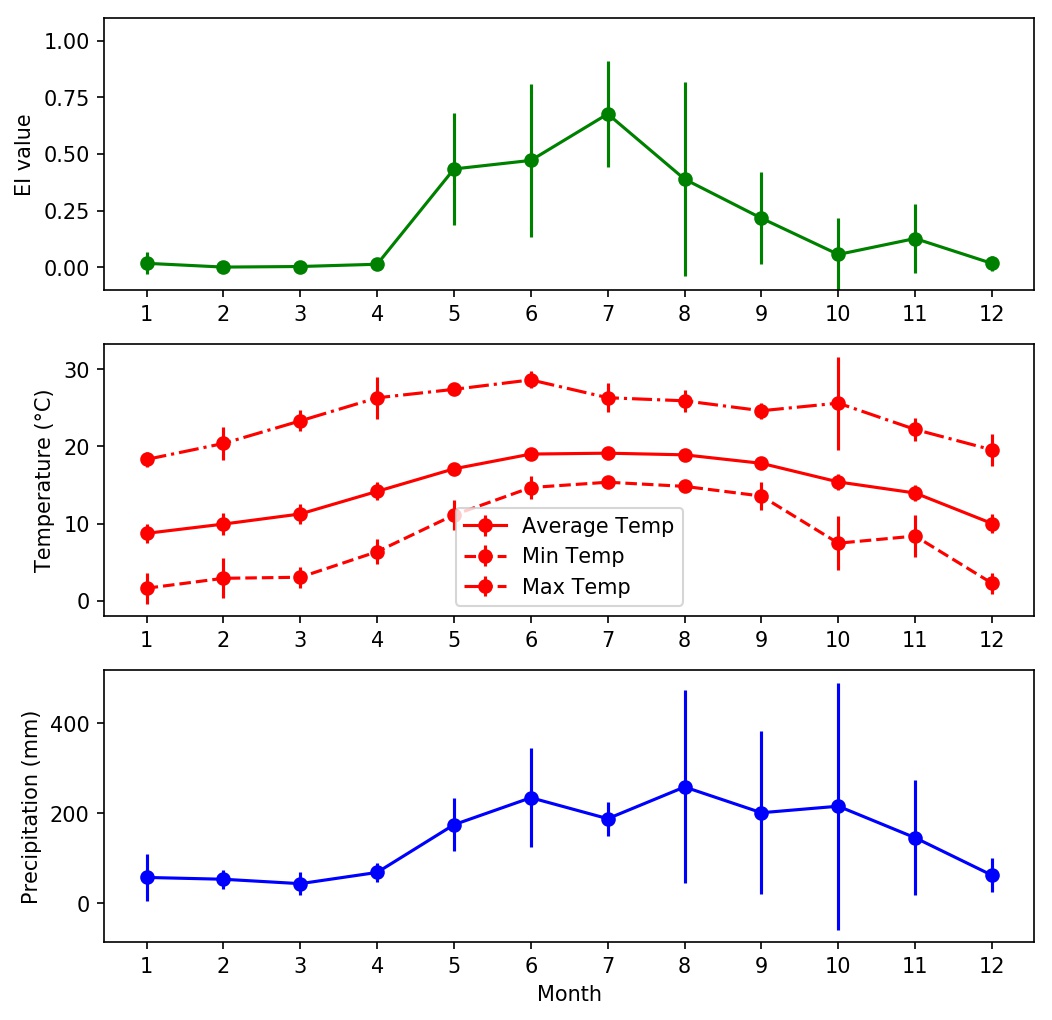 EI value
1.00
0.75
0.50
0.25
0.00
1 2 3 4 5 6 7 8 9 10 11 12
Temperature (°C)
30
20
10
0
Average Temp
Min Temp
Max Temp
1 2 3 4 5 6 7 8 9 10 11 12
Precipitation (mm)
400
200
0
1 2 3 4 5 6 7 8 9 10 11 12
Month